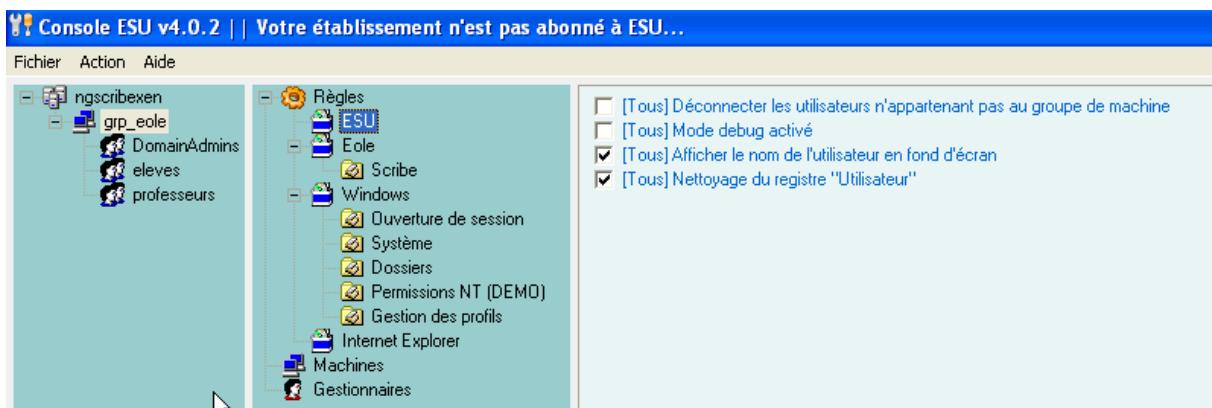 Console ESU v4.0.2 || Votre établissement n'est pas abonné à ESU...
Fichier Action Aide
ngscribexen
grp_eole
DomainAdmins
eleves
professeurs
Règles
ESU
Eole
Scribe
Windows
Ouverture de session
Système
Dossiers
Permissions NT (DEMO)
Gestion des profils
Internet Explorer
Machines
Gestionnaires
[Tous] Déconnecter les utilisateurs n'appartenant pas au groupe de machine
[Tous] Mode debug activé
[Tous] Afficher le nom de l'utilisateur en fond d'écran
[Tous] Nettoyage du registre "Utilisateur"